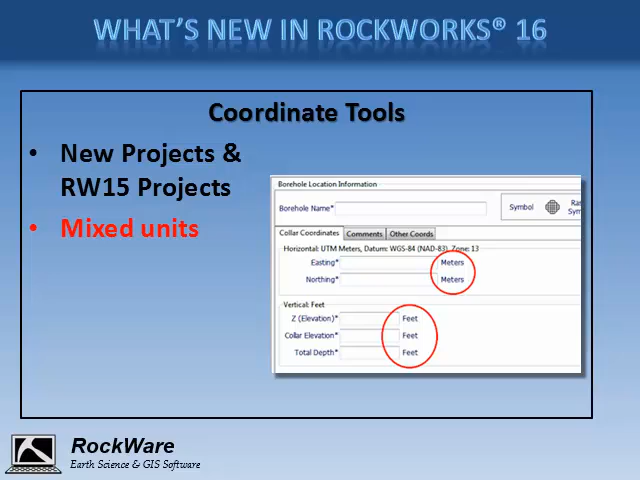 WHAT'S NEW IN ROCKWORKS® 16
Coordinate Tools
• New Projects &
RW15 Projects
• Mixed units
Borehole Location Information
Borehole Name*
Symbol
Sym
Collar Coordinates Comments Other Coords
Horizontal: UTM Meters, Datum: WGS-84 (NAD-83), Zone: 13
Easting* Meters
Northing* Meters
Vertical: Feet
Z (Elevation)* Feet
Collar Elevation* Feet
Total Depth* Feet
RockWare
Earth Science & GIS Software